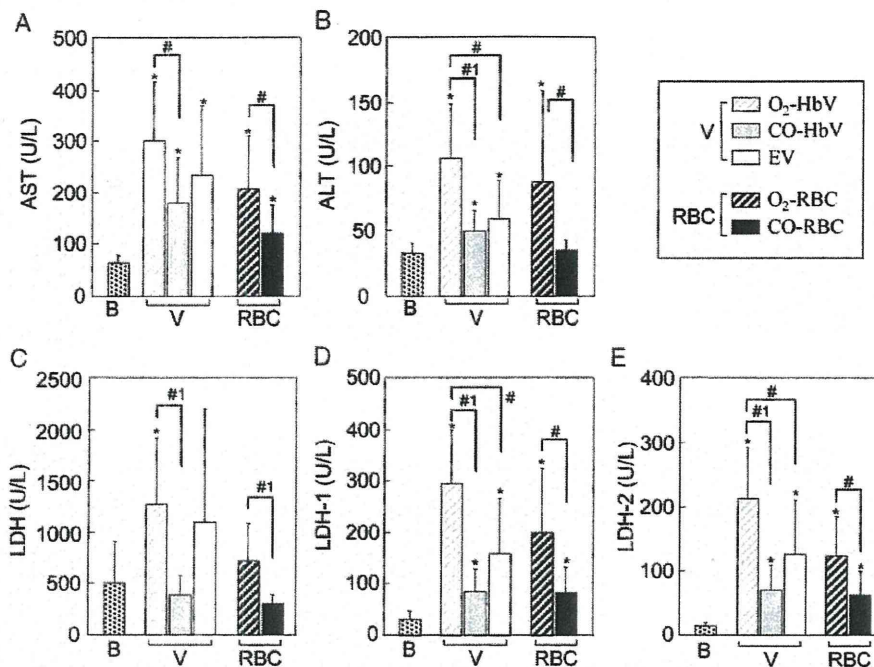 A
500
400
300
200
100
0
AST (U/L)
#
*
*
*
#
*
*
B
V
RBC
B
200
150
100
50
0
ALT (U/L)
#
#1
*
*
*
#
*
B
V
RBC
V
O₂-HbV
CO-HbV
EV
RBC
O₂-RBC
CO-RBC
C
2500
2000
1500
1000
500
0
LDH (U/L)
#1
*
#1
B
V
RBC
D
500
400
300
200
100
0
LDH-1 (U/L)
#1
#
*
*
*
#
*
*
B
V
RBC
E
400
300
200
100
0
LDH-2 (U/L)
#
#1
*
*
*
#
*
*
B
V
RBC